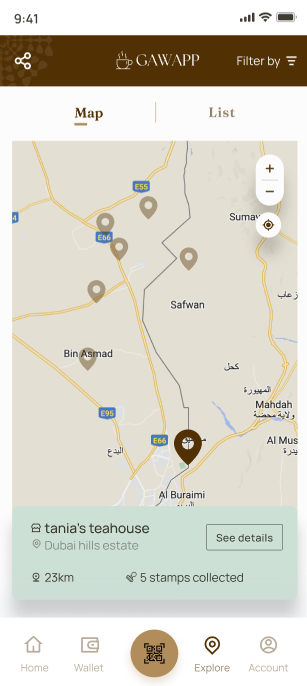 9:41
GAWAPP
Filter by
Map
List
E55
4
E66
Sumay
Safwan
زعاب
Bin Asmad
كحل
المهيورة
Mahdah
ولاية محضة
E95
E66
البدع
Al Mus
Al Buraimi
tania's teahouse
Dubai hills estate
See details
23km
5 stamps collected
Home
Wallet
Explore
Account